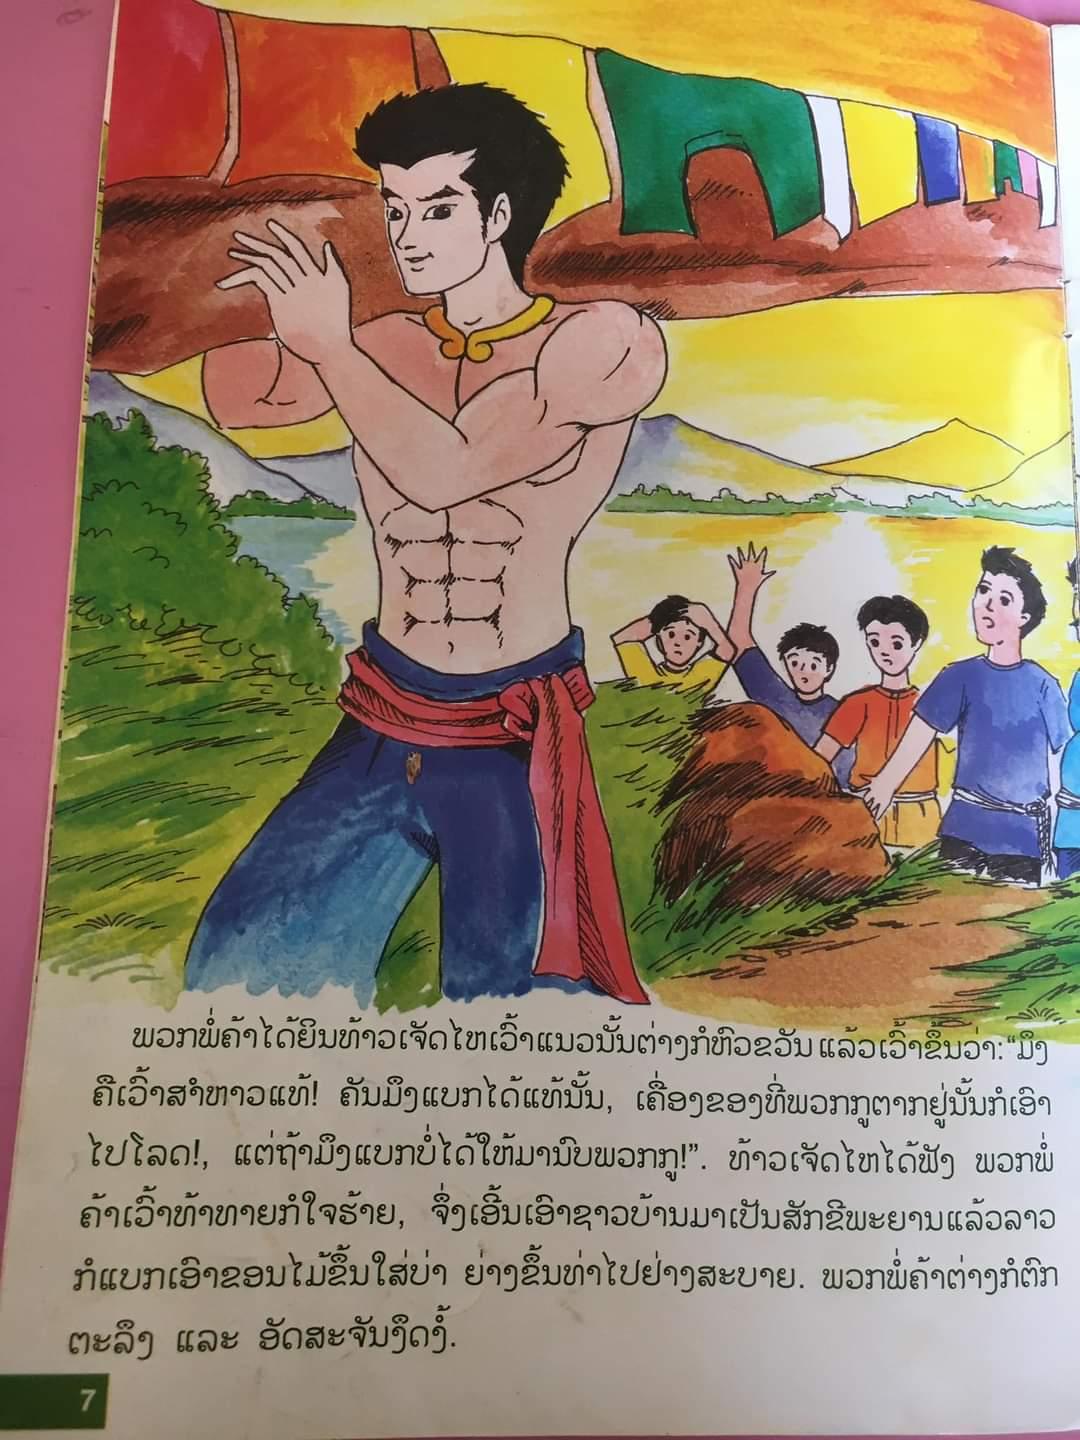 ພວກພໍ່ຄ້າໄດ້ຍິນທ້າວເຈັດໄຫເວົ້າແນວນັ້ນຕ່າງກໍຫົວຂວັນ ແລ້ວເວົ້າຂຶ້ນວ່າ:“ມຶງ
ຄືເວົ້າສຳຫາວແທ້! ຄັນມຶງແບກໄດ້ແທ້ນັ້ນ, ເຄື່ອງຂອງທີ່ພວກກູຕາກຢູ່ນັ້ນກໍເອົາ
ໄປໂລດ!, ແຕ່ຖ້າມຶງແບກບໍ່ໄດ້ໃຫ້ມານົບພວກກູ!”. ທ້າວເຈັດໄຫໄດ້ຟັງ ພວກພໍ່
ຄ້າເວົ້າທ້າທາຍກໍໃຈຮ້າຍ, ຈຶ່ງເອີ້ນເອົາຊາວບ້ານມາເປັນສັກຂີພະຍານແລ້ວລາວ
ກໍແບກເອົາຂອນໄມ້ຂຶ້ນໃສ່ບ່າ ຍ່າງຂຶ້ນທ່າໄປຢ່າງສະບາຍ. ພວກພໍ່ຄ້າຕ່າງກໍຕົກ
ຕະລຶງ ແລະ ອັດສະຈັນງຶດງໍ້.
7